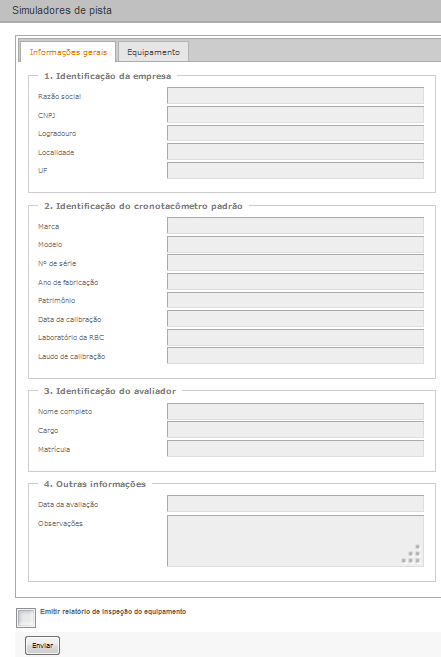 Simuladores de pista
Informações gerais Equipamento
1. Identificação da empresa
Razão social
CNPJ
Logradouro
Localidade
UF
2. Identificação do cronotacômetro padrão
Marca
Modelo
Nº de série
Ano de fabricação
Patrimônio
Data da calibração
Laboratório da RBC
Laudo de calibração
3. Identificação do avaliador
Nome completo
Cargo
Matrícula
4. Outras informações
Data da avaliação
Observações
Emitir relatório de inspeção do equipamento
Enviar